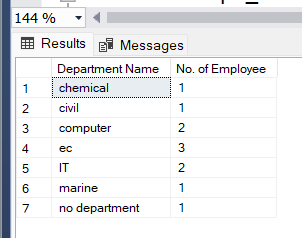 144 %
Results Messages
Department Name No. of Employee
1 chemical 1
2 civil 1
3 computer 2
4 ec 3
5 IT 2
6 marine 1
7 no department 1